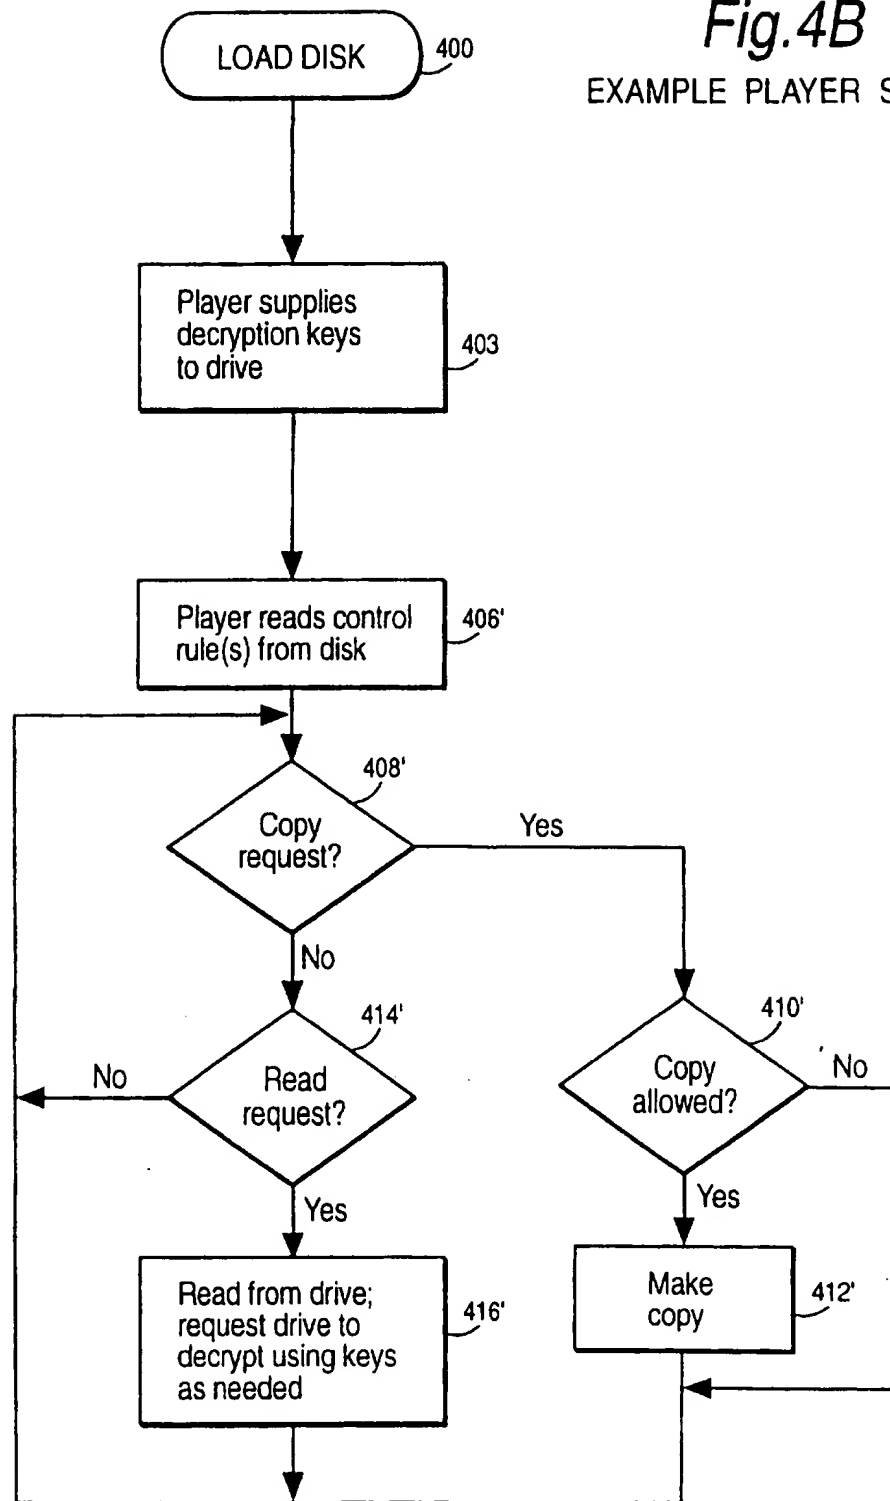 Fig.4B
EXAMPLE PLAYER
LOAD DISK
400
Player supplies
decryption keys
to drive
403
Player reads control
rule(s) from disk
406'
408'
Copy
request?
Yes
No
414'
410'
Read
request?
No
Copy
allowed?
No
Yes
Yes
Read from drive;
request drive to
decrypt using keys
as needed
416'
Make
copy
412'